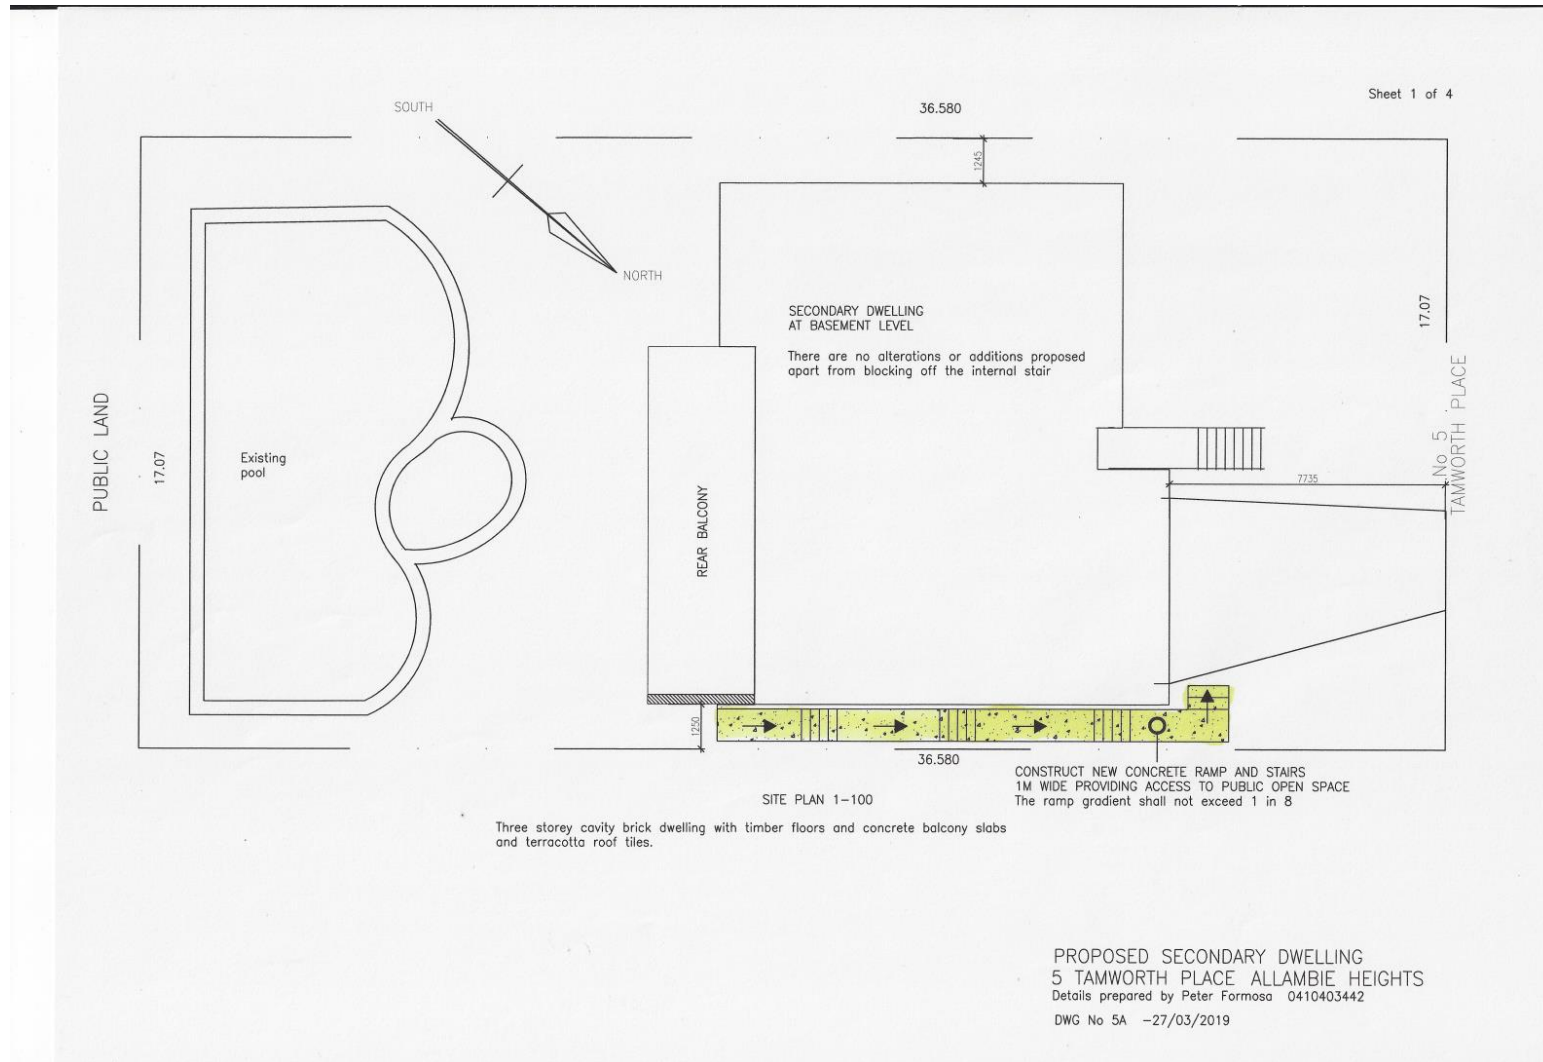 Sheet 1 of 4
SOUTH
36.580
1245
NORTH
SECONDARY DWELLING
AT BASEMENT LEVEL
There are no alterations or additions proposed
apart from blocking off the internal stair
17.07
No 5
TAMWORTH PLACE
PUBLIC LAND
17.07
Existing
pool
REAR BALCONY
7735
1250
36.580
CONSTRUCT NEW CONCRETE RAMP AND STAIRS
1M WIDE PROVIDING ACCESS TO PUBLIC OPEN SPACE
The ramp gradient shall not exceed 1 in 8
SITE PLAN 1-100
Three storey cavity brick dwelling with timber floors and concrete balcony slabs
and terracotta roof tiles.
PROPOSED SECONDARY DWELLING
5 TAMWORTH PLACE ALLAMBIE HEIGHTS
Details prepared by Peter Formosa 0410403442
DWG No 5A -27/03/2019